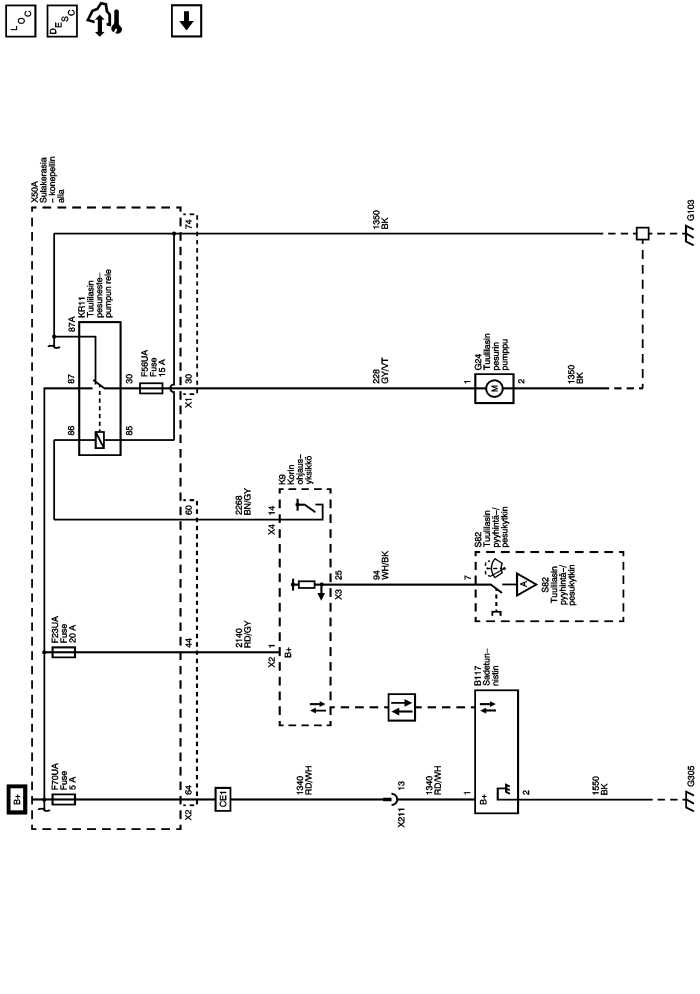 LOC
DESC
B+
X50A
Sulakerasia
– konepellin
alla
F70UA
Fuse
5 A
F23UA
Fuse
20 A
86
87
87A
KR11
Tuulilasin
pesuneste–
pumpun rele
85
30
F56UA
Fuse
15 A
X2
64
44
60
X1
30
74
CE1
2140
RD/GY
2268
BN/GY
X2
1
X4
14
K9
Korin
ohjaus–
yksikkö
B+
1340
RD/WH
X3
25
94
WH/BK
228
GY/VT
1350
BK
X211
13
1340
RD/WH
1
B117
Sadetun–
nistin
7
S82
Tuulilasin
pyyhintä–/
pesukytkin
1
G24
Tuulilasin
pesurin
pumppu
B+
M
A
S82
Tuulilasin
pyyhintä–/
pesukytkin
2
2
1550
BK
1350
BK
G305
G103